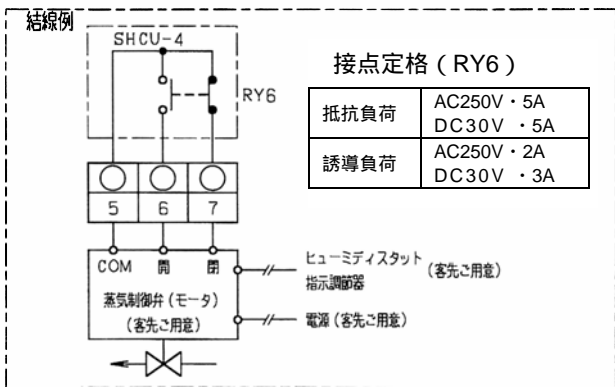 結線例
SHCU-4
RY6
接点定格（RY6）
抵抗負荷
AC250V・5A
DC30V ・5A
誘導負荷
AC250V・2A
DC30V ・3A
5 6 7
COM 開 閉
蒸気制御弁（モータ）
（客先ご用意）
ヒューミディスタット
指示調節器
（客先ご用意）
電源（客先ご用意）